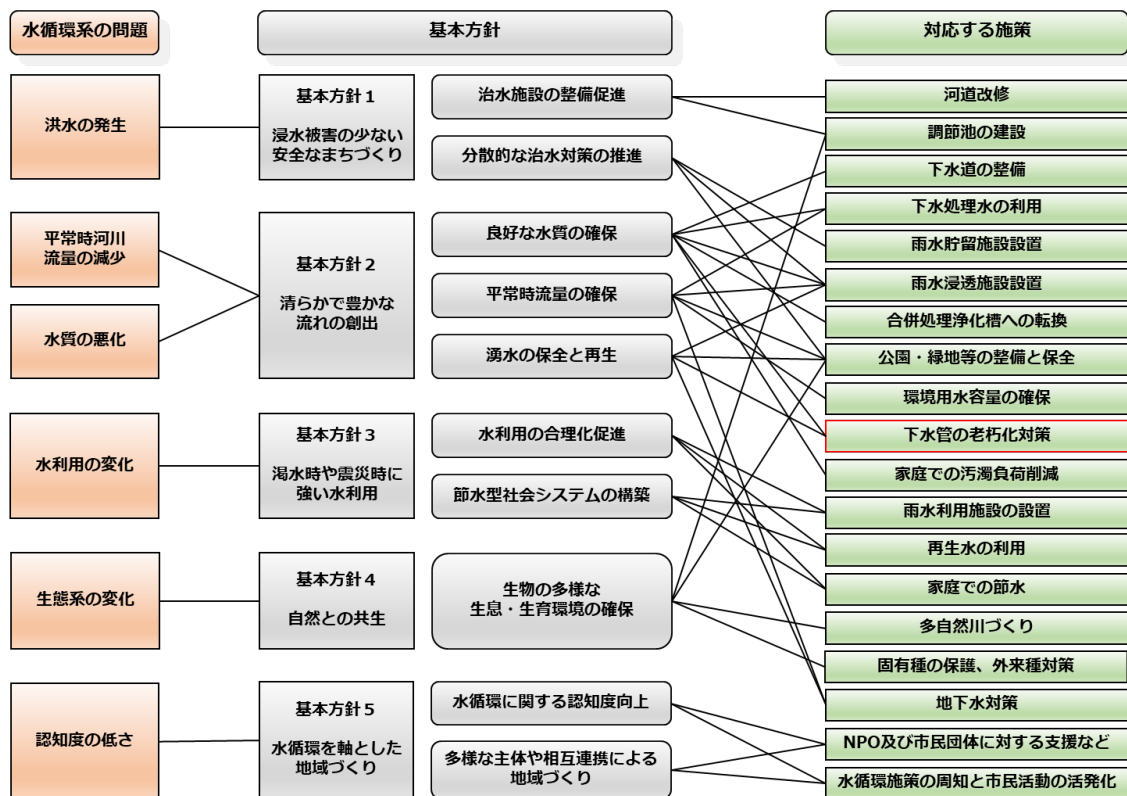 水循環系の問題
基本方針
対応する施策
洪水の発生
平常時河川
流量の減少
水質の悪化
水利用の変化
生態系の変化
認知度の低さ
基本方針1
浸水被害の少ない
安全なまちづくり
基本方針2
清らかで豊かな
流れの創出
基本方針3
渇水時や震災時に
強い水利用
基本方針4
自然との共生
基本方針5
水循環を軸とした
地域づくり
治水施設の整備促進
分散的な治水対策の推進
良好な水質の確保
平常時流量の確保
湧水の保全と再生
水利用の合理化促進
節水型社会システムの構築
生物の多様な
生息・生育環境の確保
水循環に関する認知度向上
多様な主体や相互連携による
地域づくり
河道改修
調節池の建設
下水道の整備
下水処理水の利用
雨水貯留施設設置
雨水浸透施設設置
合併処理浄化槽への転換
公園・緑地等の整備と保全
環境用水容量の確保
下水管の老朽化対策
家庭での汚濁負荷削減
雨水利用施設の設置
再生水の利用
家庭での節水
多自然川づくり
固有種の保護、外来種対策
地下水対策
NPO及び市民団体に対する支援など
水循環施策の周知と市民活動の活発化